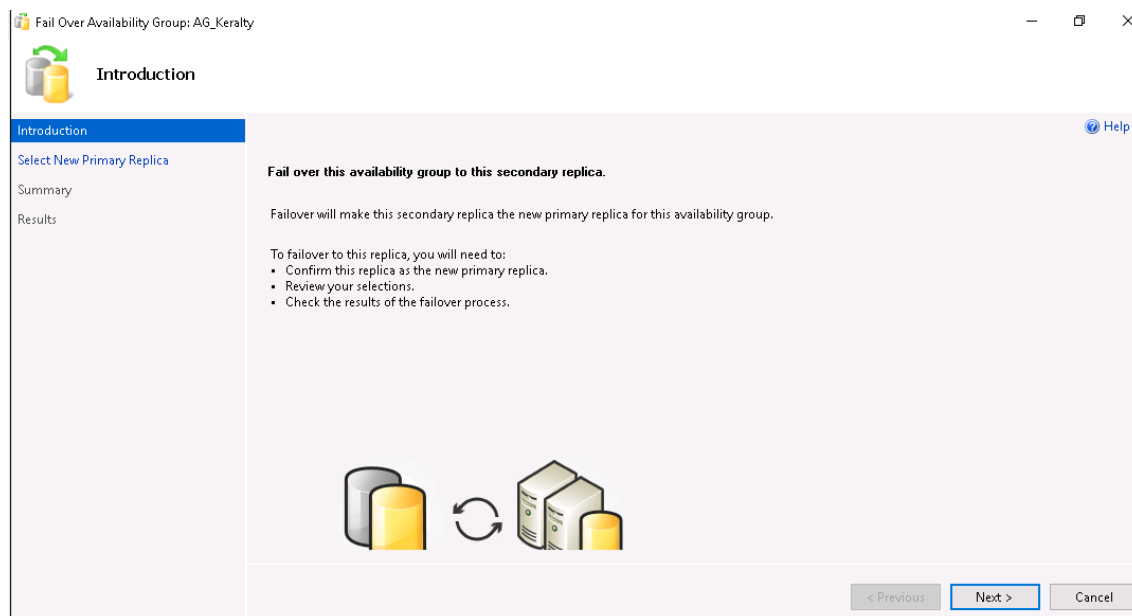 Fail Over Availability Group: AG_Keralty
Introduction
Introduction
Help
Select New Primary Replica
Summary
Results
Fail over this availability group to this secondary replica.
Failover will make this secondary replica the new primary replica for this availability group.
To failover to this replica, you will need to:
▪ Confirm this replica as the new primary replica.
▪ Review your selections.
▪ Check the results of the failover process.
< Previous
Next >
Cancel